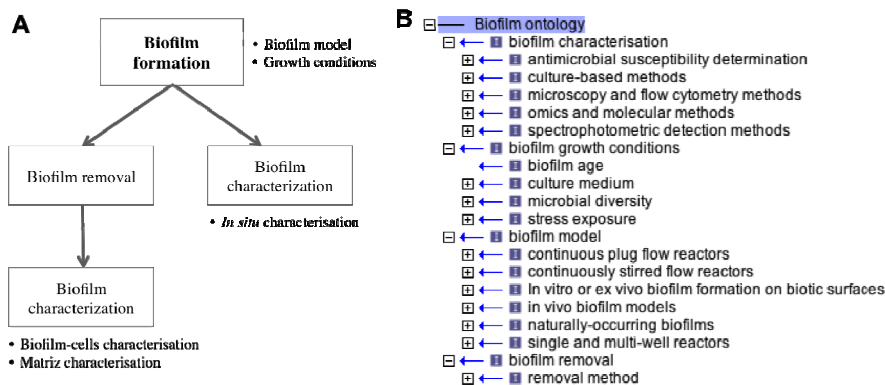 A
Biofilm
formation
• Biofilm model
• Growth conditions
Biofilm removal
Biofilm
characterization
• In situ characterisation
Biofilm
characterization
• Biofilm-cells characterisation
• Matriz characterisation
B
Biofilm ontology
biofilm characterisation
antimicrobial susceptibility determination
culture-based methods
microscopy and flow cytometry methods
omics and molecular methods
spectrophotometric detection methods
biofilm growth conditions
biofilm age
culture medium
microbial diversity
stress exposure
biofilm model
continuous plug flow reactors
continuously stirred flow reactors
In vitro or ex vivo biofilm formation on biotic surfaces
in vivo biofilm models
naturally-occurring biofilms
single and multi-well reactors
biofilm removal
removal method